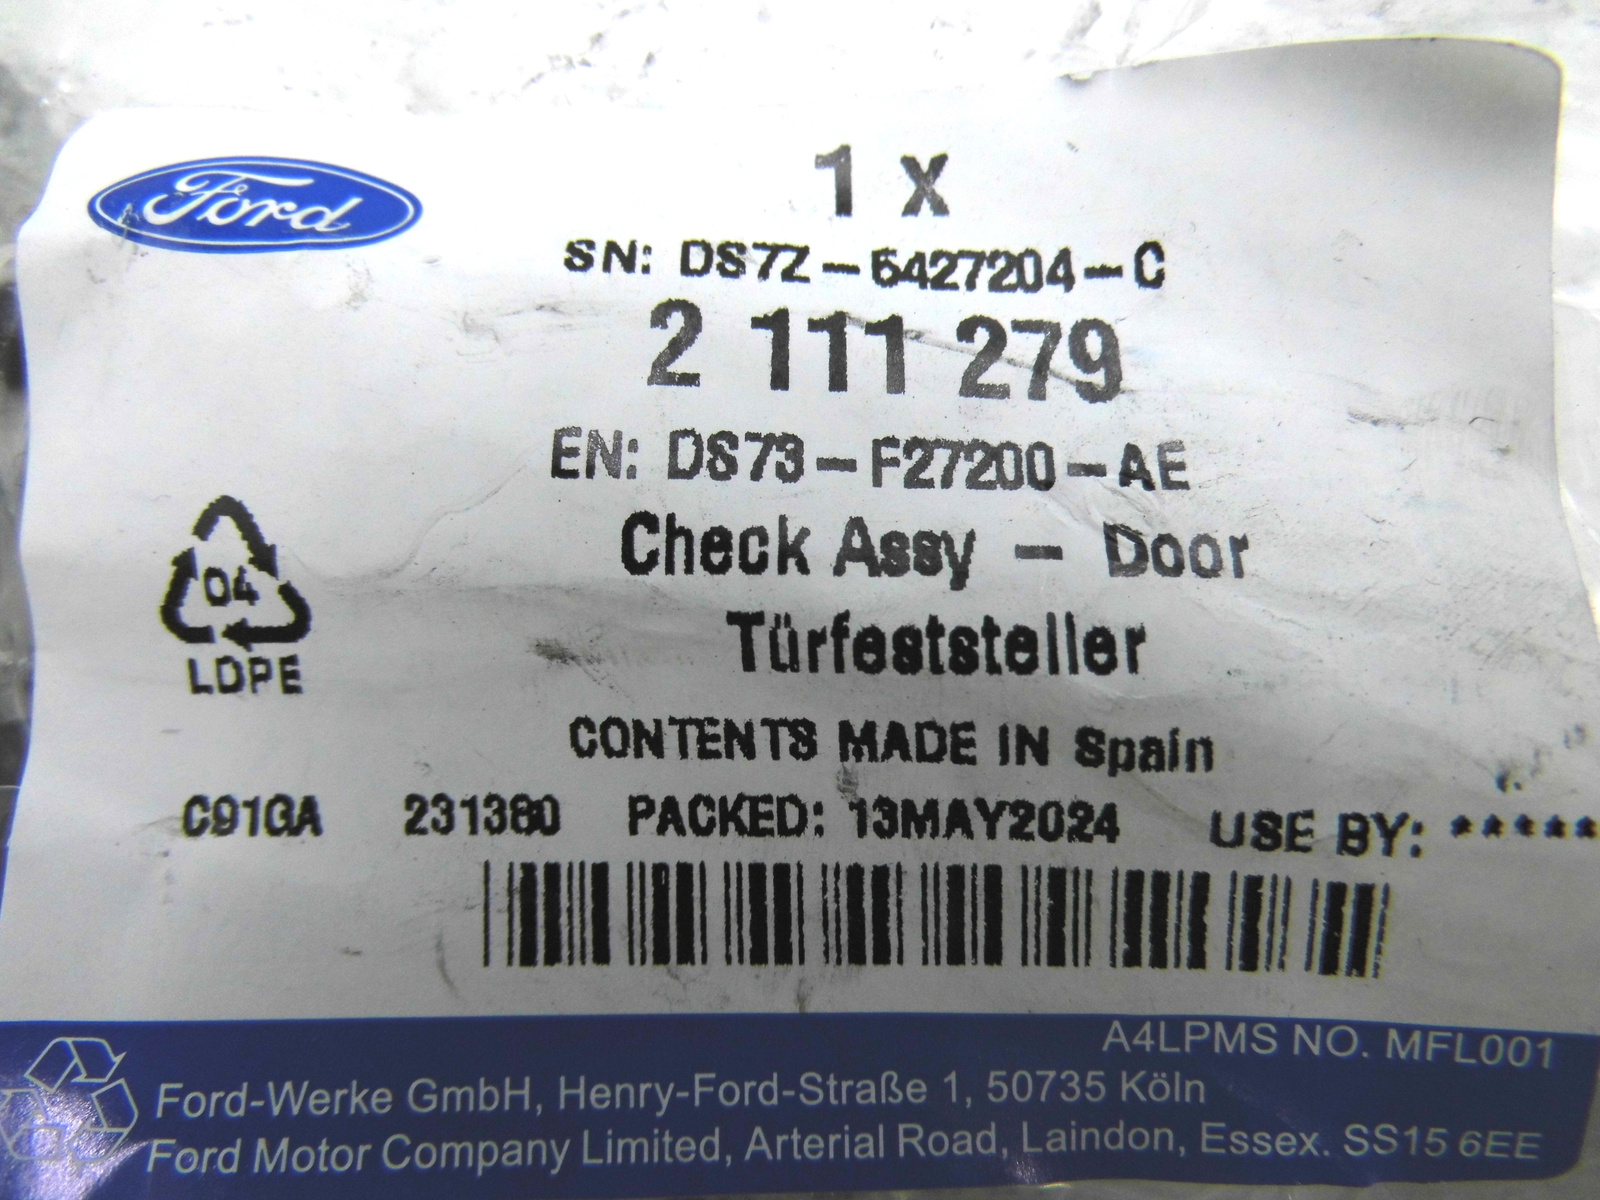 Ford
1 X
SN: DS7Z-5427204-C
2 111 279
EN: DS73-F27200-AE
Check Assy - Door
Türfeststeller
04
LDPE
CONTENTS MADE IN Spain
C91GA 231380 PACKED: 13MAY2024 USE BY: *****
A4LPMS NO. MFL001
Ford-Werke GmbH, Henry-Ford-Straße 1, 50735 Köln
Ford Motor Company Limited, Arterial Road, Laindon, Essex. SS15 6EE